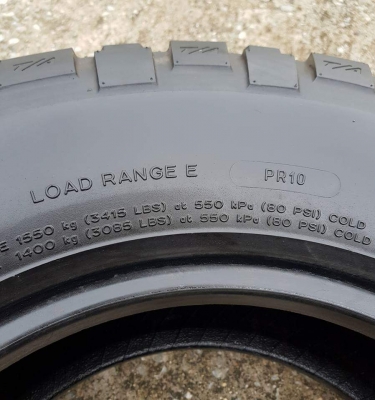 T/A T/A T/A
LOAD RANGE E PR10
E 1550 kg (3415 LBS) at 550 kPa (80 PSI) COLD
1400 kg (3085 LBS) at 550 kPa (80 PSI) COLD